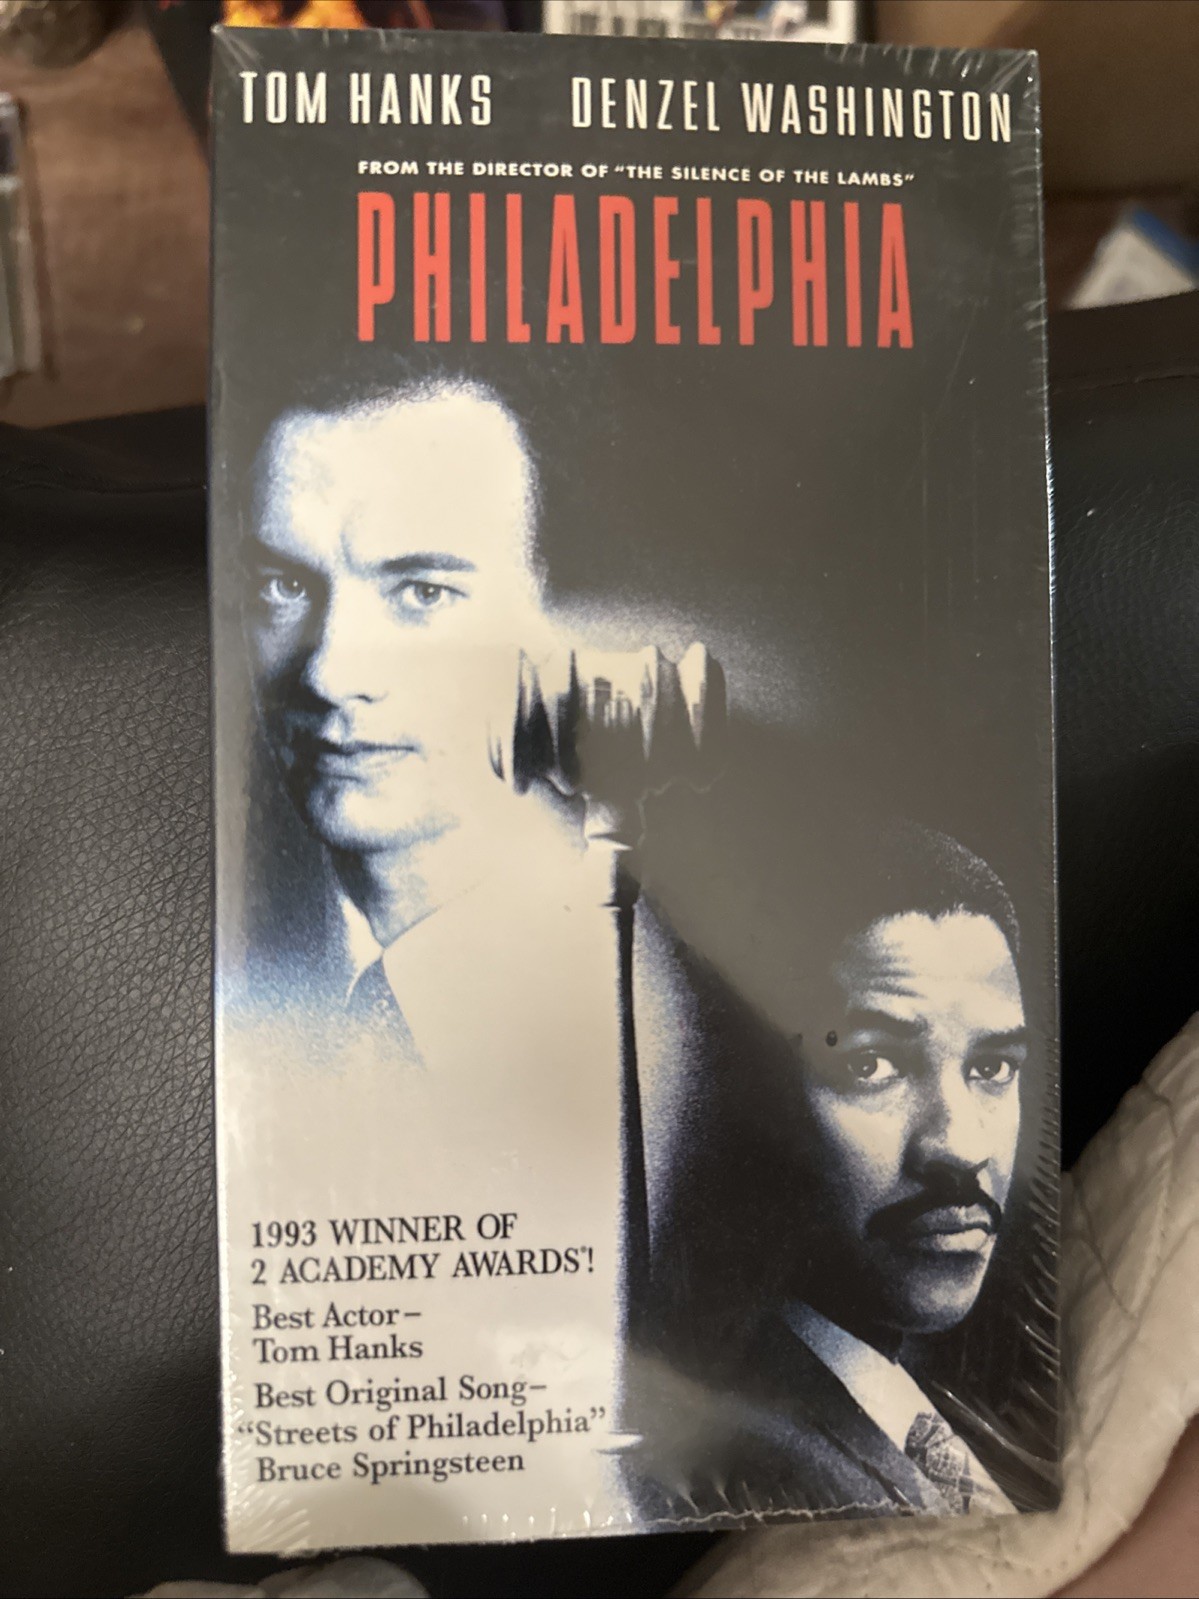 TOM HANKS DENZEL WASHINGTON
FROM THE DIRECTOR OF "THE SILENCE OF THE LAMBS"
PHILADELPHIA
1993 WINNER OF
2 ACADEMY AWARDS®!
Best Actor–
Tom Hanks
Best Original Song–
“Streets of Philadelphia”
Bruce Springsteen